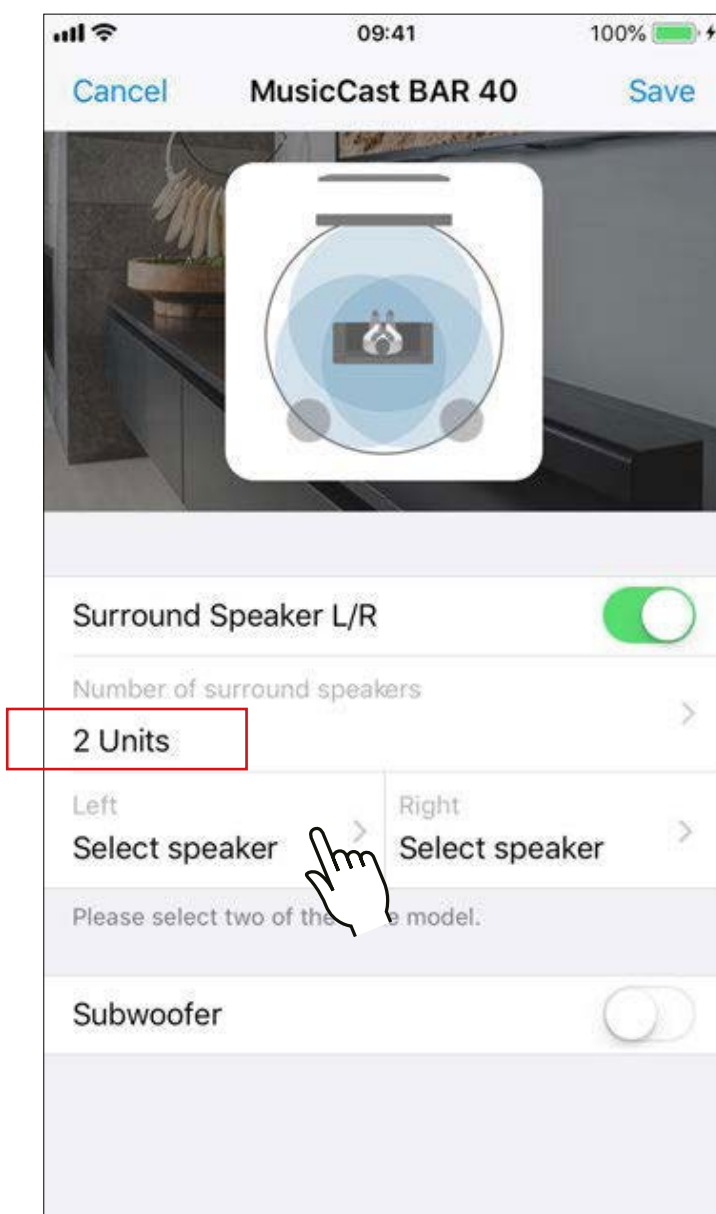 09:41 100%
Cancel MusicCast BAR 40 Save
Surround Speaker L/R
Number of surround speakers
2 Units
Left Right
Select speaker Select speaker
Please select two of the model.
Subwoofer